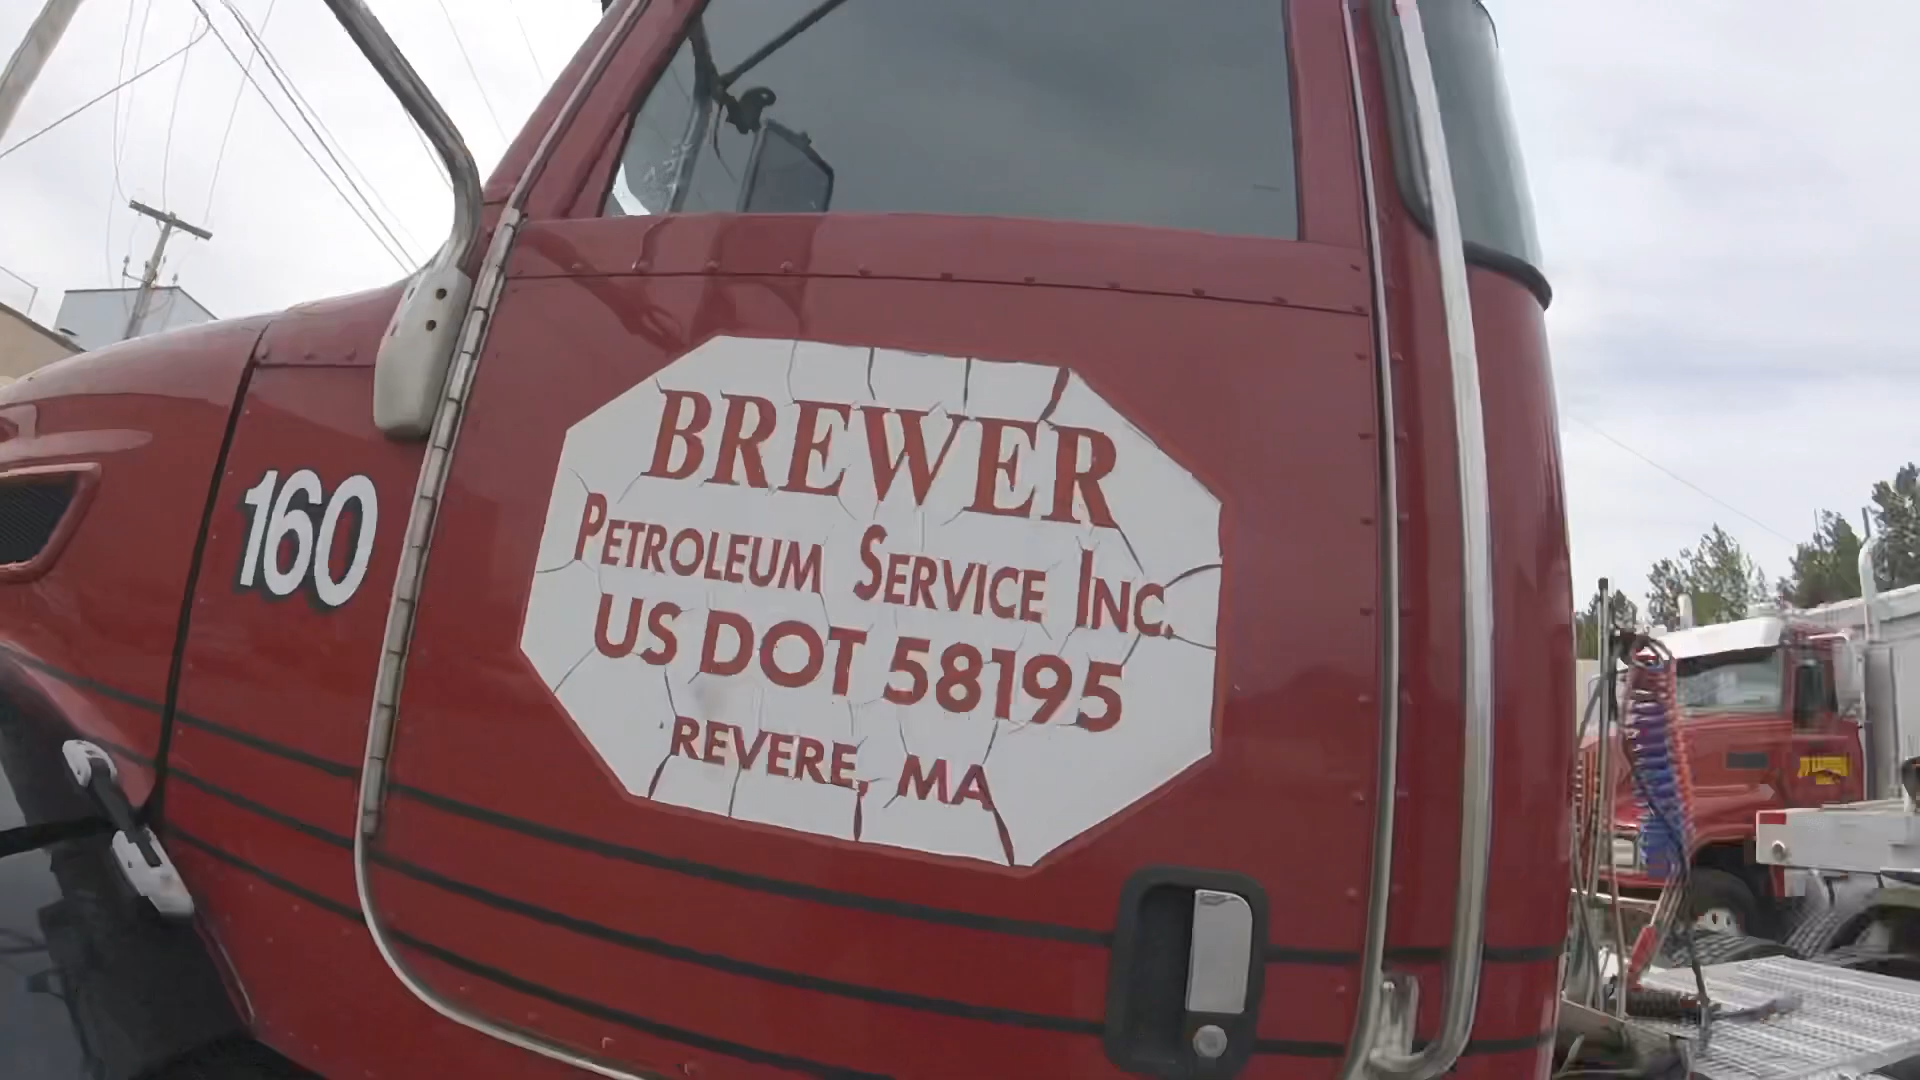 160
BREWER
PETROLEUM SERVICE INC.
US DOT 58195
REVERE, MA